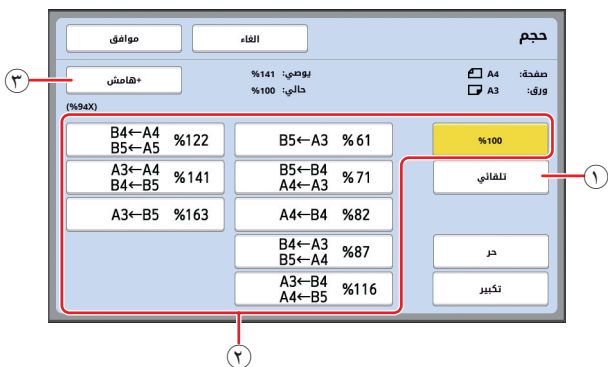 حجم
الغاء
موافق
صفحة: A4
ورق: A3
يوصي: 141%
حالي: 100%
+هامش
(%94X)
%100
تلقائي
حر
تكبير
B5←A3 %61
B5←B4
A4←A3 %71
A4←B4 %82
B4←A3
B5←A4 %87
A3←B4
A4←B5 %116
B4←A4
B5←A5 %122
A3←A4
B4←B5 %141
A3←B5 %163
١
٢
٣